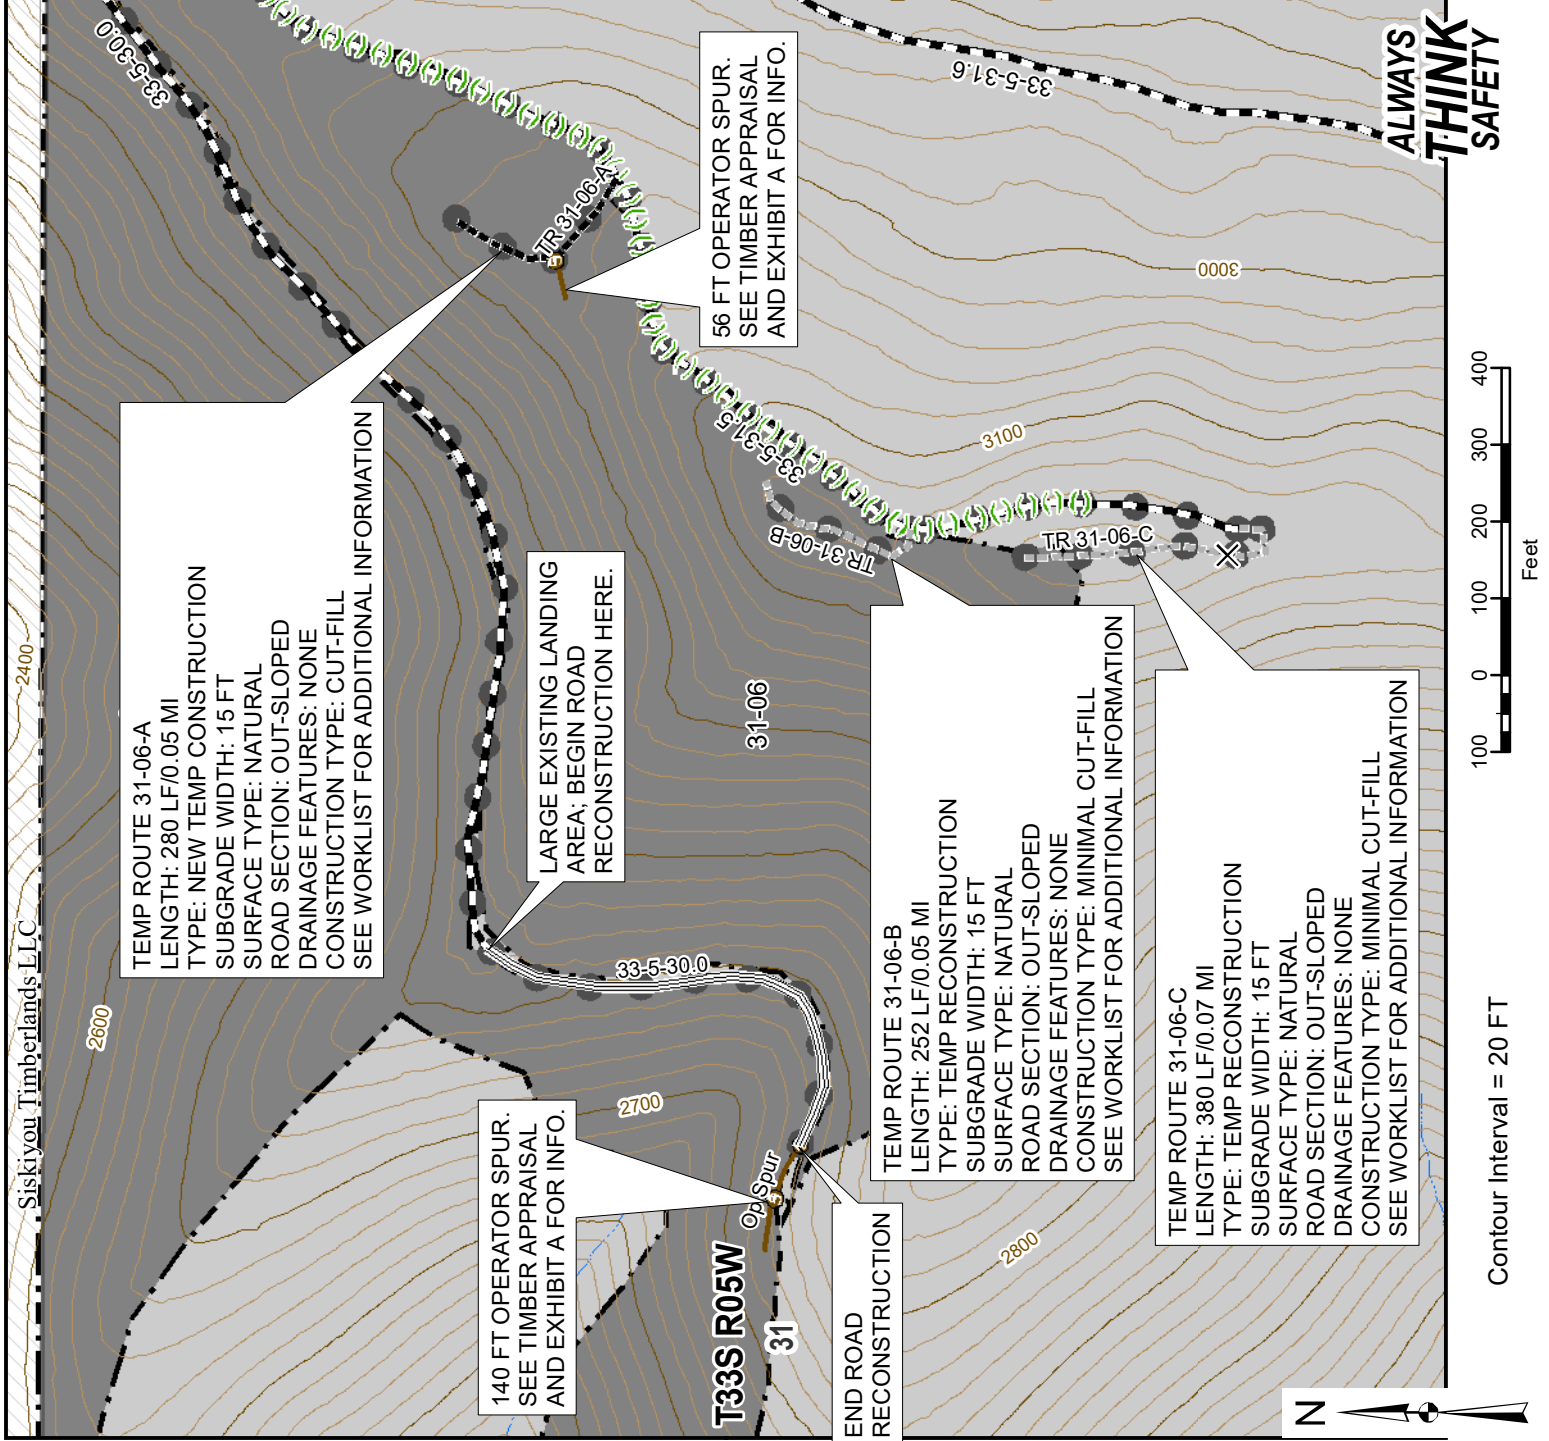 Siskiyou Timberlands LLC
2400
2600
33-5-30.0
TEMP ROUTE 31-06-A
LENGTH: 280 LF/0.05 MI
TYPE: NEW TEMP CONSTRUCTION
SUBGRADE WIDTH: 15 FT
SURFACE TYPE: NATURAL
ROAD SECTION: OUT-SLOPED
DRAINAGE FEATURES: NONE
CONSTRUCTION TYPE: CUT-FILL
SEE WORKLIST FOR ADDITIONAL INFORMATION
TR 31-06-A
140 FT OPERATOR SPUR.
SEE TIMBER APPRAISAL
AND EXHIBIT A FOR INFO.
LARGE EXISTING LANDING
AREA; BEGIN ROAD
RECONSTRUCTION HERE.
2700
33-5-30.0
56 FT OPERATOR SPUR.
SEE TIMBER APPRAISAL
AND EXHIBIT A FOR INFO.
Op Spur
T33S R05W
31
31-06
33-5-31.5
TR 31-06-B
END ROAD
RECONSTRUCTION
TEMP ROUTE 31-06-B
LENGTH: 252 LF/0.05 MI
TYPE: TEMP RECONSTRUCTION
SUBGRADE WIDTH: 15 FT
SURFACE TYPE: NATURAL
ROAD SECTION: OUT-SLOPED
DRAINAGE FEATURES: NONE
CONSTRUCTION TYPE: MINIMAL CUT-FILL
SEE WORKLIST FOR ADDITIONAL INFORMATION
33-5-31.6
3100
3000
2800
TR 31-06-C
TEMP ROUTE 31-06-C
LENGTH: 380 LF/0.07 MI
TYPE: TEMP RECONSTRUCTION
SUBGRADE WIDTH: 15 FT
SURFACE TYPE: NATURAL
ROAD SECTION: OUT-SLOPED
DRAINAGE FEATURES: NONE
CONSTRUCTION TYPE: MINIMAL CUT-FILL
SEE WORKLIST FOR ADDITIONAL INFORMATION
N
Contour Interval = 20 FT
100 0 100 200 300 400
Feet
ALWAYS
THINK
SAFETY